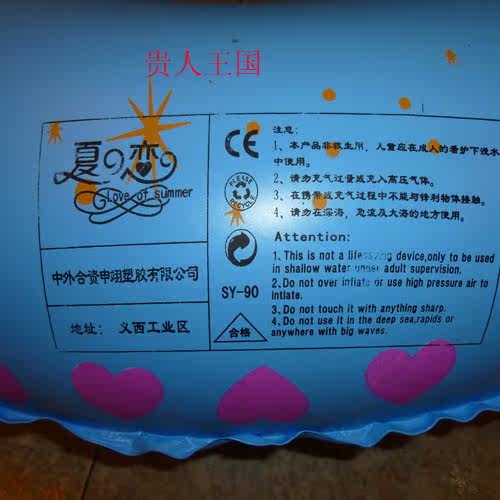 贵人王国
夏の恋の
Love of summer
中外合资申翊塑胶有限公司
地址: 义西工业区
CE
PLEASE RECYCLE
SY-90
合格
注意:
1、本产品非救生用, 儿童应在成人的看护下浅水
中使用。
2、请勿充气过满或充入高压气体。
3、在携带或充气过程中不能与锋利物体接触。
4、请勿在深海, 急流及大海的地方使用。
Attention:
1、This is not a lifesaving device,only to be used
in shallow water under adult supervision.
2、Do not over inflate or use high pressure air to
intlate.
3、Do not touch it with anything sharp.
4、Do not use it in the deep sea,rapids or
anywhere with big waves.